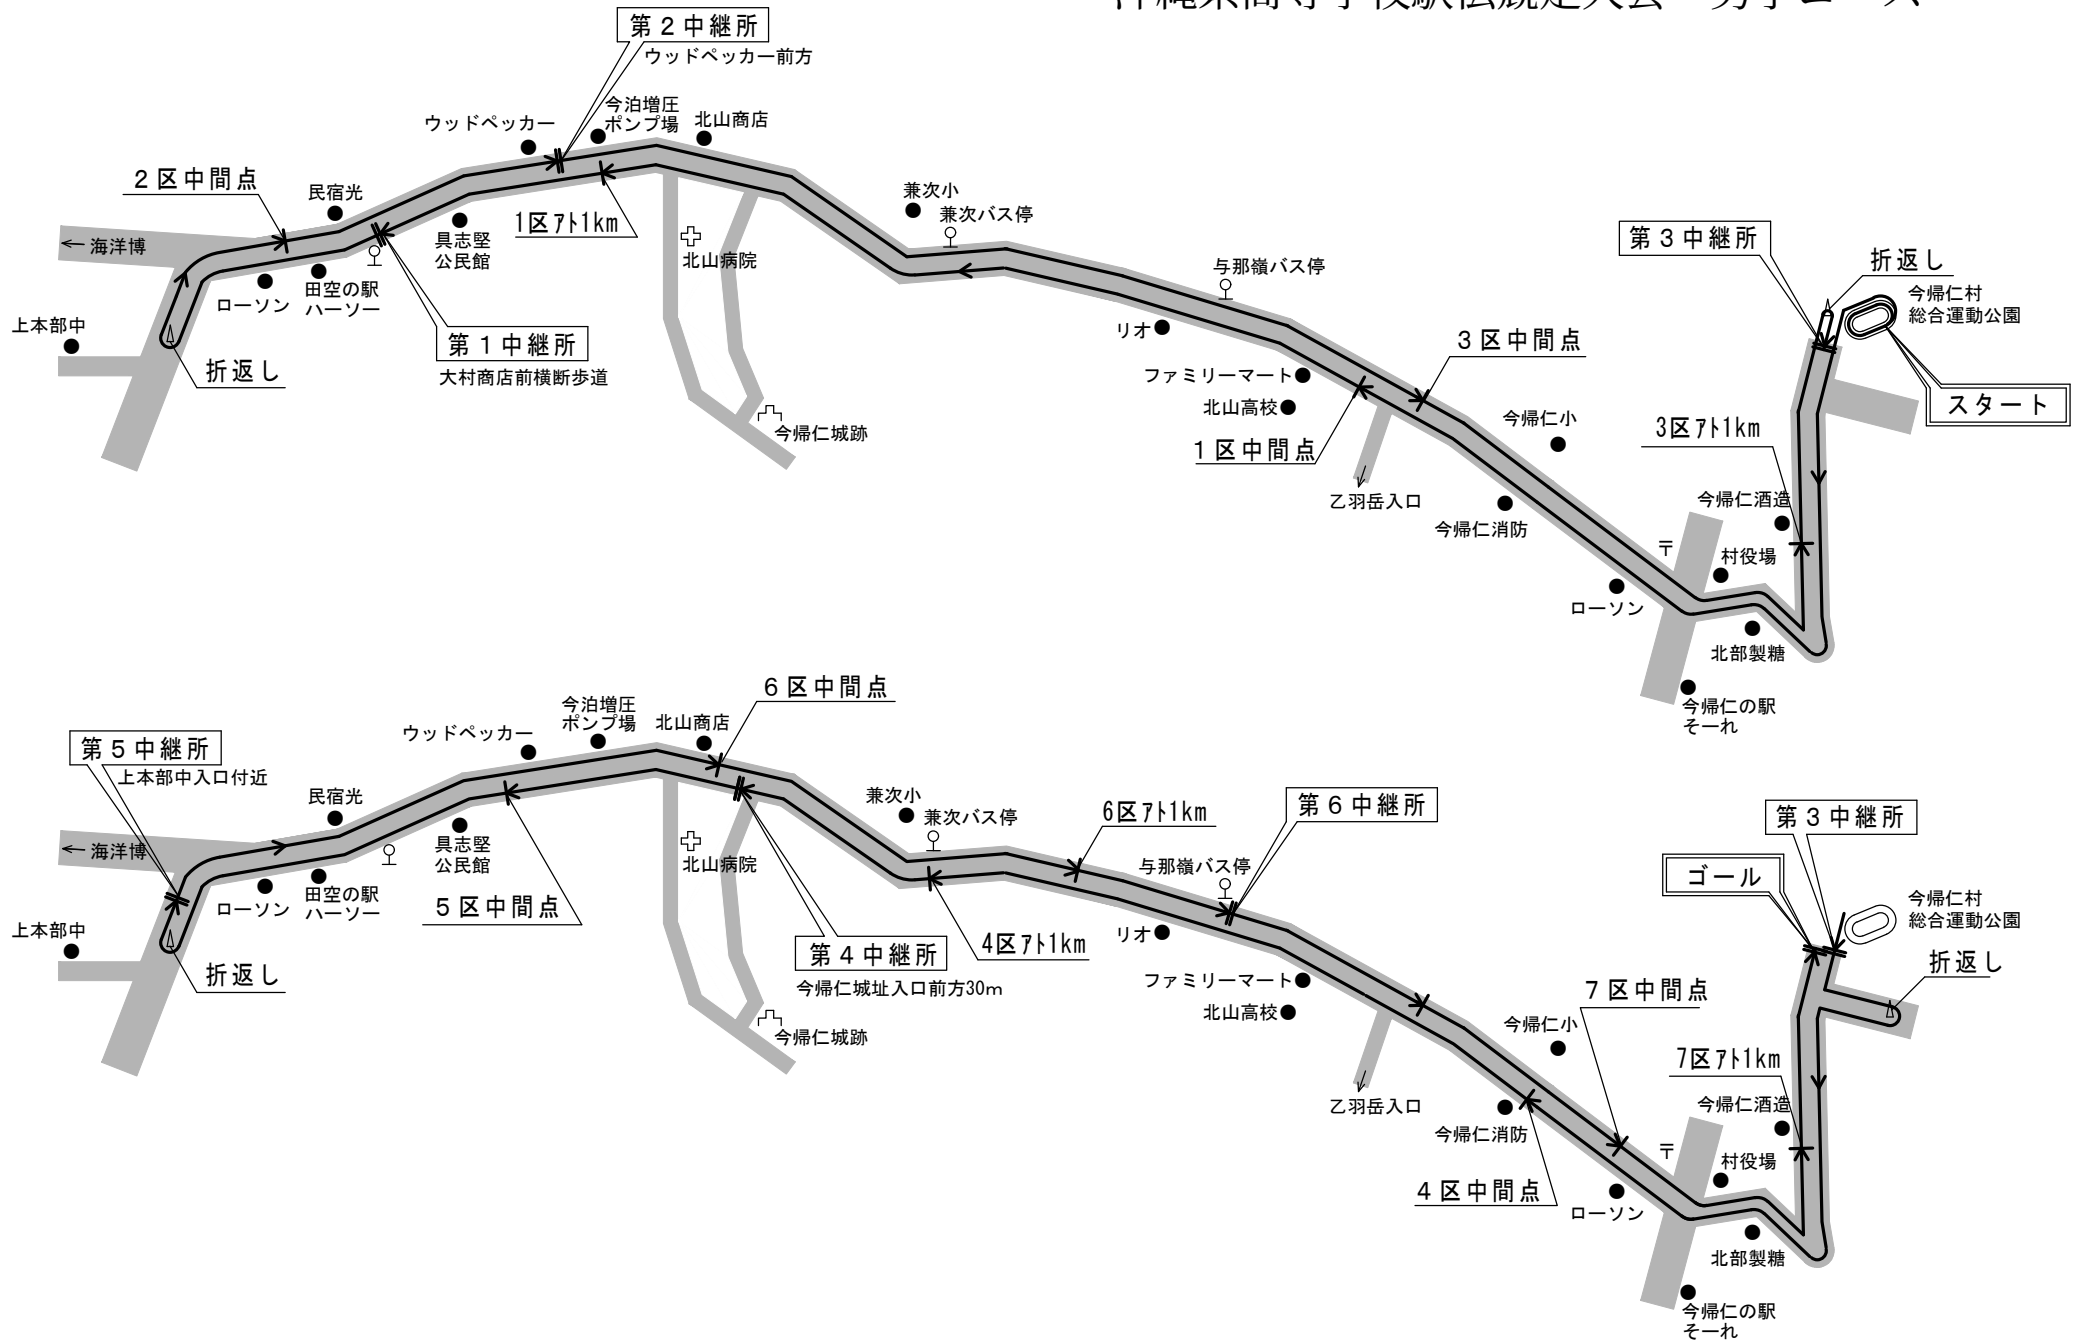 沖縄県高等学校駅伝競走大会 男子コース
第２中継所
ウッドペッカー前方
ウッドペッカー
今泊増圧
ポンプ場
北山商店
２区中間点
民宿光
1区ｱﾄ1km
具志堅
公民館
←海洋博
北山病院
ローソン
田空の駅
ハーソー
上本部中
折返し
第１中継所
大村商店前横断歩道
今帰仁城跡
兼次小
兼次バス停
与那嶺バス停
リオ
ファミリーマート
北山高校
３区中間点
１区中間点
乙羽岳入口
今帰仁小
今帰仁消防
第３中継所
折返し
今帰仁村
総合運動公園
スタート
3区ｱﾄ1km
今帰仁酒造
〒
村役場
ローソン
北部製糖
今帰仁の駅
そーれ
６区中間点
今泊増圧
ポンプ場
北山商店
ウッドペッカー
第５中継所
上本部中入口付近
民宿光
←海洋博
具志堅
公民館
ローソン
田空の駅
ハーソー
５区中間点
上本部中
折返し
北山病院
第４中継所
今帰仁城址入口前方30ｍ
今帰仁城跡
兼次小
兼次バス停
4区ｱﾄ1km
6区ｱﾄ1km
第６中継所
与那嶺バス停
リオ
ファミリーマート
北山高校
乙羽岳入口
第３中継所
ゴール
今帰仁村
総合運動公園
折返し
７区中間点
今帰仁小
7区ｱﾄ1km
今帰仁酒造
今帰仁消防
４区中間点
〒
村役場
ローソン
北部製糖
今帰仁の駅
そーれ